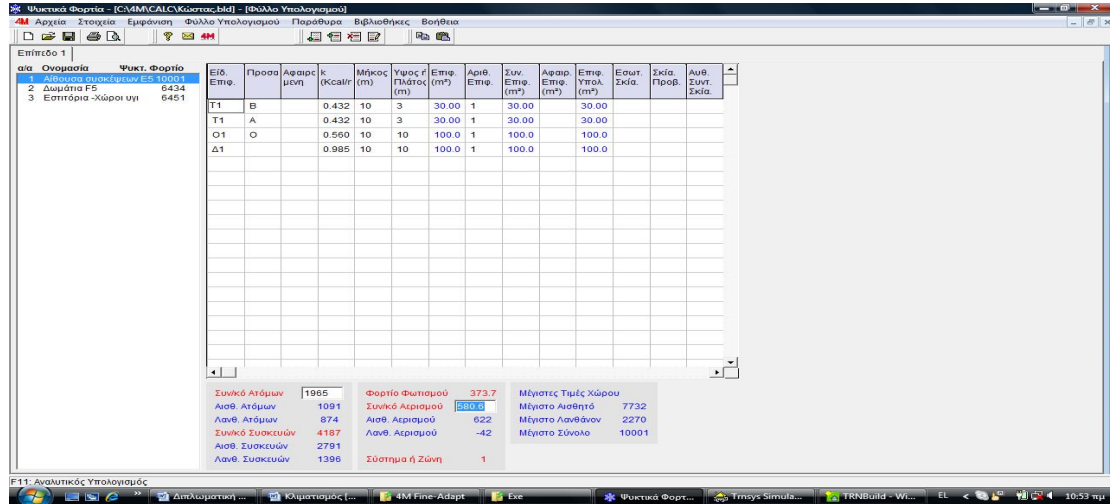 Ψυκτικά Φορτία - [C:\4M\CALC\Κώστας.bld] - [Φύλλο Υπολογισμού]
4M Αρχεία Στοιχεία Εμφάνιση Φύλλο Υπολογισμού Παράθυρα Βιβλιοθήκες Βοήθεια
4M
Επίπεδο 1
α/α Ονομασία Ψυκτ. Φορτίο
1 Αίθουσα συσκέψεων Ε5 10001
2 Δωμάτια F5 6434
3 Εστιτόρια -Χώροι υγι 6451
Είδ. Επιφ. Προσα Αφαιρε μενη k (Kcal/r Μήκος (m) Υψος ή Πλάτος (m) Επιφ. (m²) Αριθ. Επιφ. Συν. Επιφ. (m²) Αφαιρ. Επιφ. (m²) Επιφ. Υπολ. (m²) Εσωτ. Σκία. Σκία. Προβ. Αυθ. Συντ. Σκία.
Τ1 Β 0.432 10 3 30.00 1 30.00 30.00
Τ1 Α 0.432 10 3 30.00 1 30.00 30.00
Ο1 Ο 0.560 10 10 100.0 1 100.0 100.0
Δ1 0.985 10 10 100.0 1 100.0 100.0
Συν/κό Ατόμων 1965 Φορτίο Φωτισμού 373.7 Μέγιστες Τιμές Χώρου
Αισθ. Ατόμων 1091 Συν/κό Αερισμού 580.6 Μέγιστο Αισθητό 7732
Λανθ. Ατόμων 874 Αισθ. Αερισμού 622 Μέγιστο Λανθάνον 2270
Συν/κό Συσκευών 4187 Λανθ. Αερισμού -42 Μέγιστο Σύνολο 10001
Αισθ. Συσκευών 2791
Λανθ. Συσκευών 1396 Σύστημα ή Ζώνη 1
F11: Αναλυτικός Υπολογισμός
Διπλωματική ... Κλιματισμός [... 4M Fine-Adapt Exe Ψυκτικά Φορτ... Trnsys Simula... TRNBuild - Wi... EL 10:53 πμ